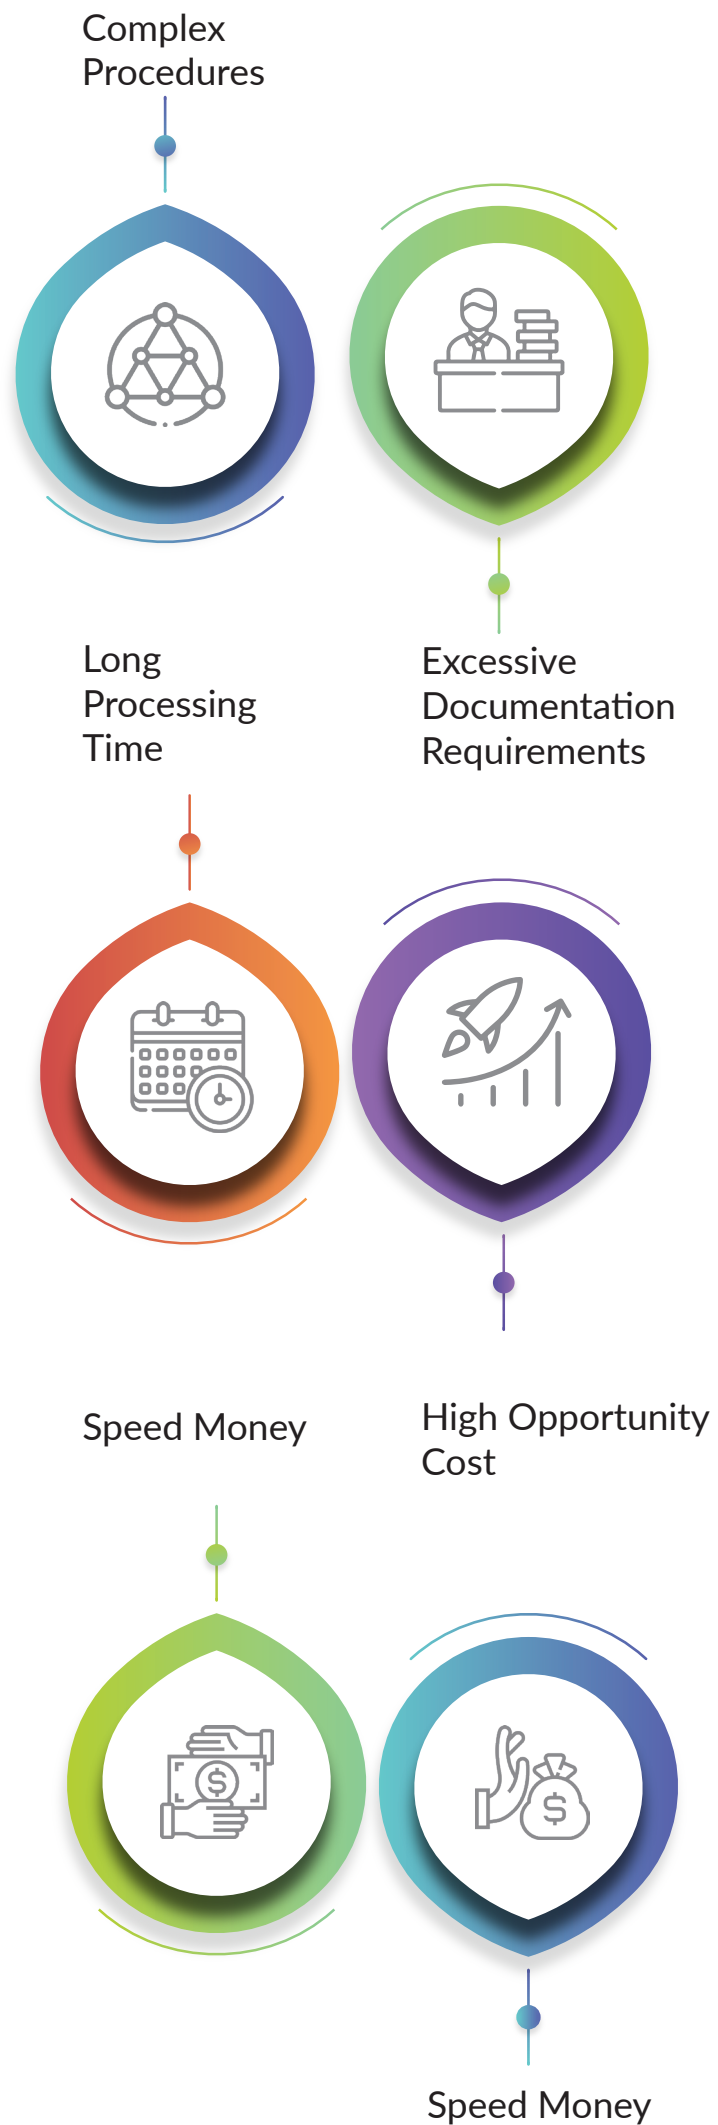 Complex
Procedures
Long
Processing
Time
Excessive
Documentation
Requirements
Speed Money
High Opportunity
Cost
Speed Money